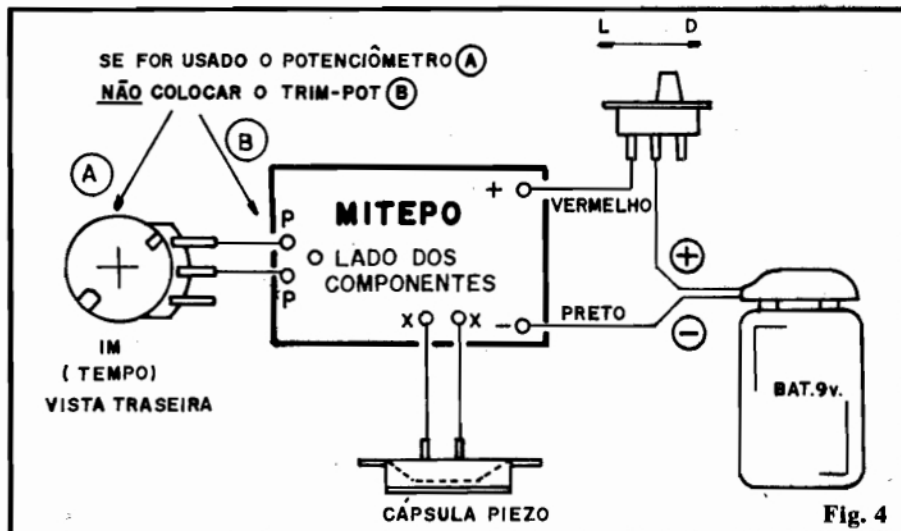 L D
SE FOR USADO O POTENCIÔMETRO A
NÃO COLOCAR O TRIM-POT B
A
B
+
VERMELHO
P
MITEPO
O LADO DOS
COMPONENTES
P
+
X X
-
PRETO
-
1M
( TEMPO )
VISTA TRASEIRA
BAT.9v.
CÁPSULA PIEZO
Fig. 4